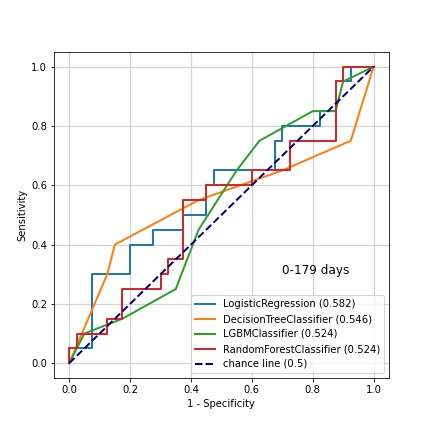 1.0
0.8
0.6
0.4
0.2
0.0
Sensitivity
0-179 days
LogisticRegression (0.582)
DecisionTreeClassifier (0.546)
LGBMClassifier (0.524)
RandomForestClassifier (0.524)
chance line (0.5)
0.0 0.2 0.4 0.6 0.8 1.0
1 - Specificity